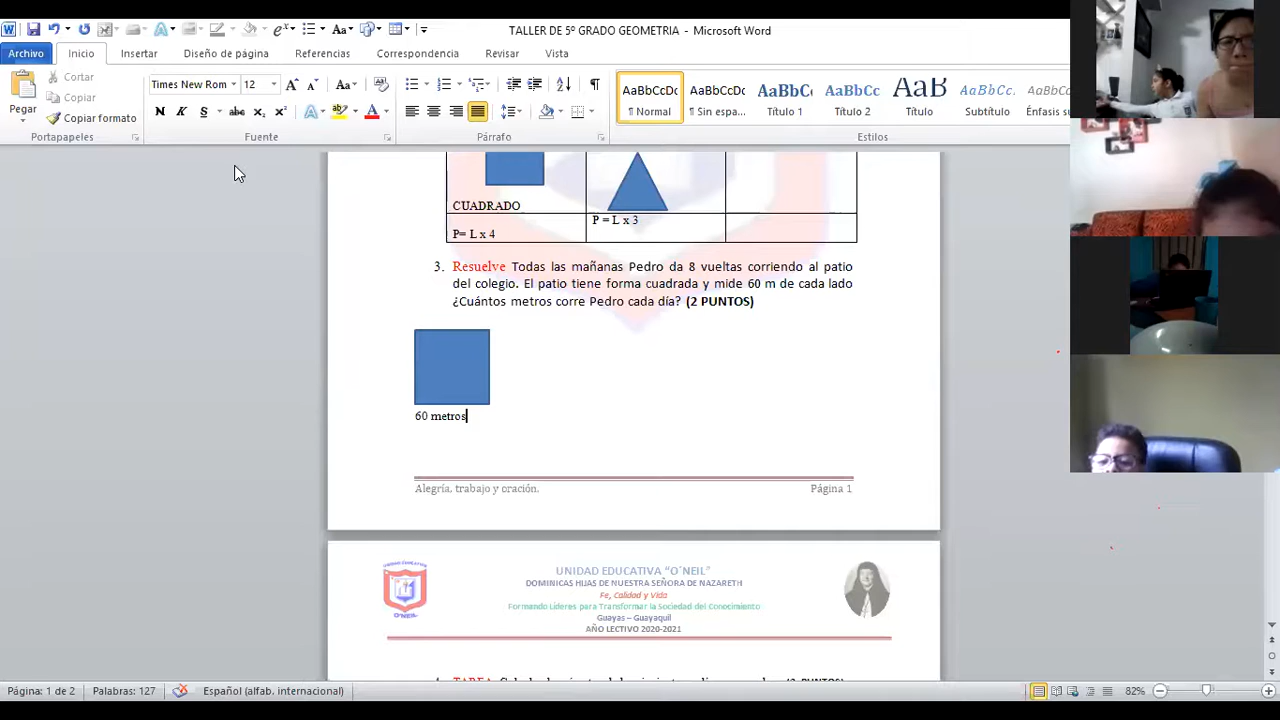 TALLER DE 5º GRADO GEOMETRIA - Microsoft Word
Archivo
Inicio
Insertar
Diseño de página
Referencias
Correspondencia
Revisar
Vista
Pegar
Cortar
Copiar
Copiar formato
Portapapeles
Times New Rom
12
Fuente
Párrafo
AaBbCcDc
¶ Normal
AaBbCcDc
¶ Sin espa...
AaBbC
Título 1
AaBbCc
Título 2
AaB
Título
AaBbCc.
Subtítulo
AaBbCcDc
Énfasis su
Estilos
CUADRADO
P= L x 4
P = L x 3
3. Resuelve Todas las mañanas Pedro da 8 vueltas corriendo al patio
del colegio. El patio tiene forma cuadrada y mide 60 m de cada lado
¿Cuántos metros corre Pedro cada día? (2 PUNTOS)
60 metros
Alegría, trabajo y oración.
Página 1
UNIDAD EDUCATIVA “O´NEIL”
DOMINICAS HIJAS DE NUESTRA SEÑORA DE NAZARETH
Fe, Calidad y Vida
Formando Líderes para Transformar la Sociedad del Conocimiento
Guayas – Guayaquil
AÑO LECTIVO 2020-2021
Página: 1 de 2
Palabras: 127
Español (alfab. internacional)
82%